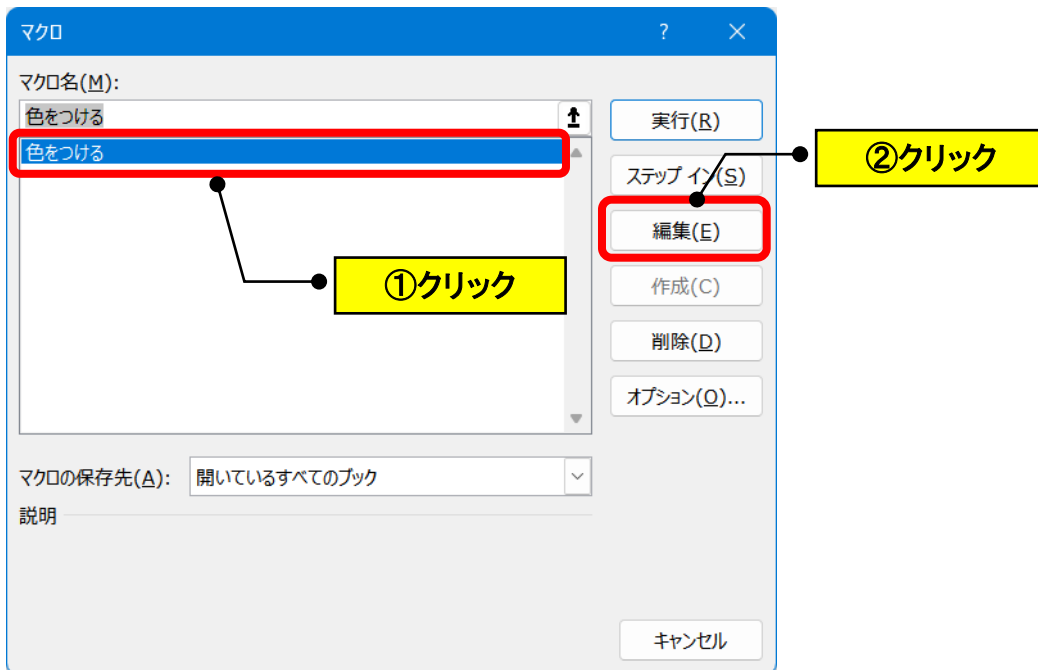 マクロ
?
マクロ名(M):
色をつける
色をつける
実行(R)
ステップ イン(S)
②クリック
編集(E)
①クリック
作成(C)
削除(D)
オプション(O)...
マクロの保存先(A):
開いているすべてのブック
説明
キャンセル